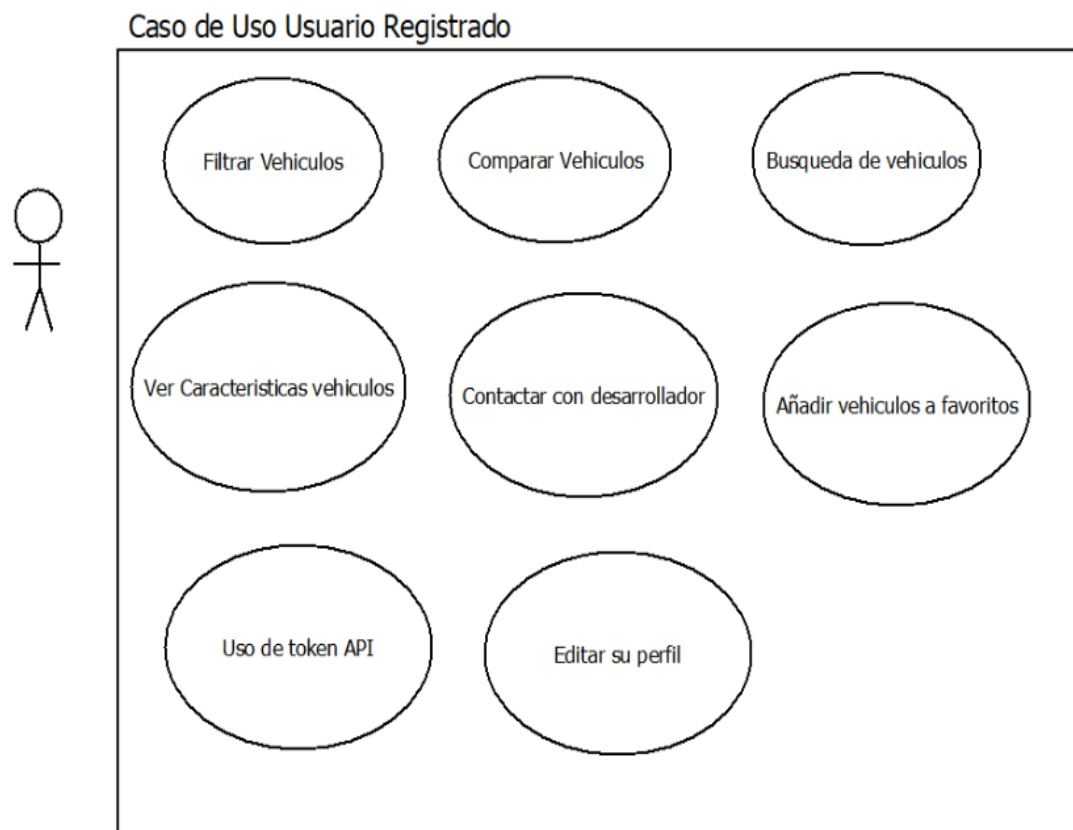 Caso de Uso Usuario Registrado
Filtrar Vehiculos
Comparar Vehiculos
Busqueda de vehiculos
Ver Caracteristicas vehiculos
Contactar con desarrollador
Añadir vehiculos a favoritos
Uso de token API
Editar su perfil